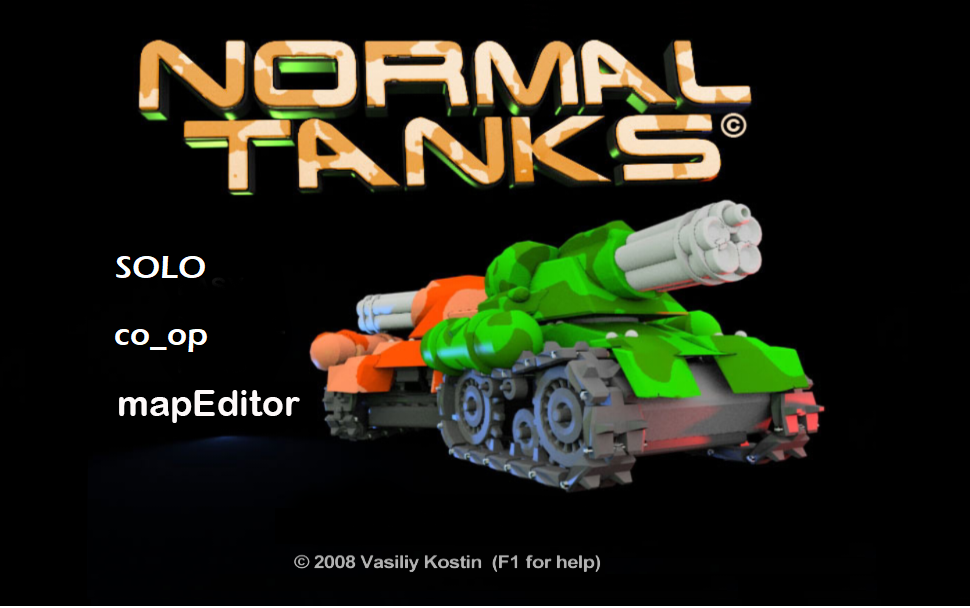 NORMAL
TANKS©
SOLO
co_op
mapEditor
© 2008 Vasiliy Kostin (F1 for help)